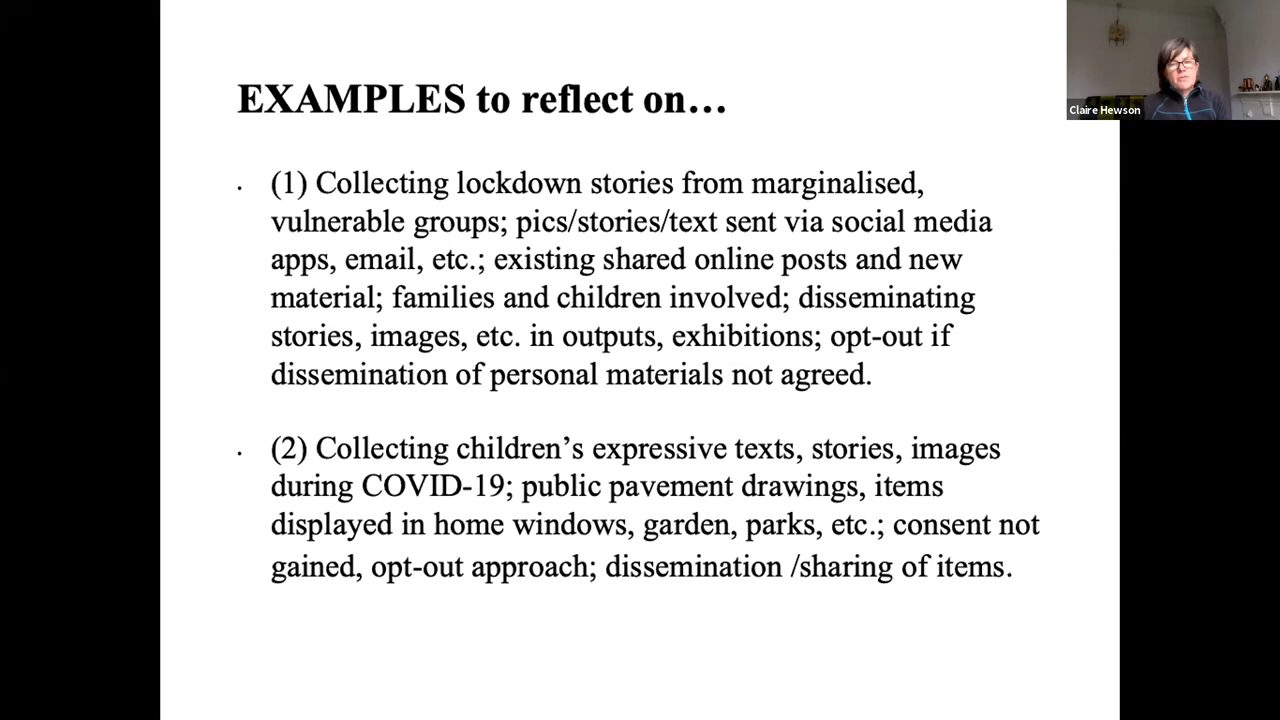 EXAMPLES to reflect on…
Claire Hewson
• (1) Collecting lockdown stories from marginalised,
vulnerable groups; pics/stories/text sent via social media
apps, email, etc.; existing shared online posts and new
material; families and children involved; disseminating
stories, images, etc. in outputs, exhibitions; opt-out if
dissemination of personal materials not agreed.
• (2) Collecting children’s expressive texts, stories, images
during COVID-19; public pavement drawings, items
displayed in home windows, garden, parks, etc.; consent not
gained, opt-out approach; dissemination /sharing of items.